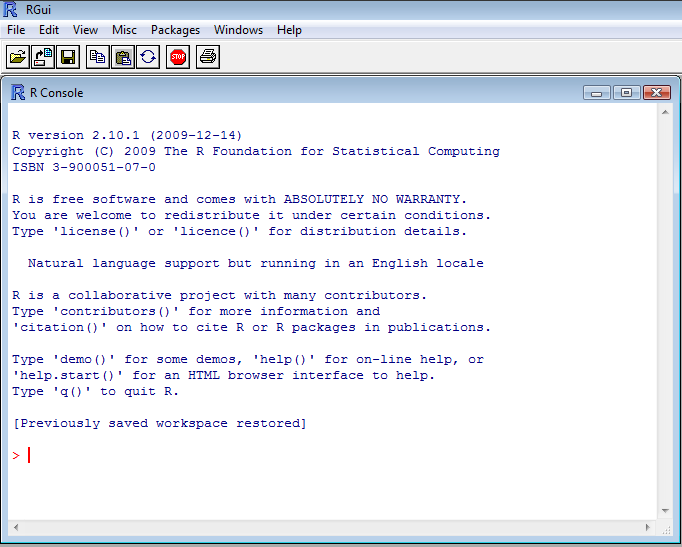 RGui
File Edit View Misc Packages Windows Help
STOP
R Console
R version 2.10.1 (2009-12-14)
Copyright (C) 2009 The R Foundation for Statistical Computing
ISBN 3-900051-07-0
R is free software and comes with ABSOLUTELY NO WARRANTY.
You are welcome to redistribute it under certain conditions.
Type 'license()' or 'licence()' for distribution details.
Natural language support but running in an English locale
R is a collaborative project with many contributors.
Type 'contributors()' for more information and
'citation()' on how to cite R or R packages in publications.
Type 'demo()' for some demos, 'help()' for on-line help, or
'help.start()' for an HTML browser interface to help.
Type 'q()' to quit R.
[Previously saved workspace restored]
>